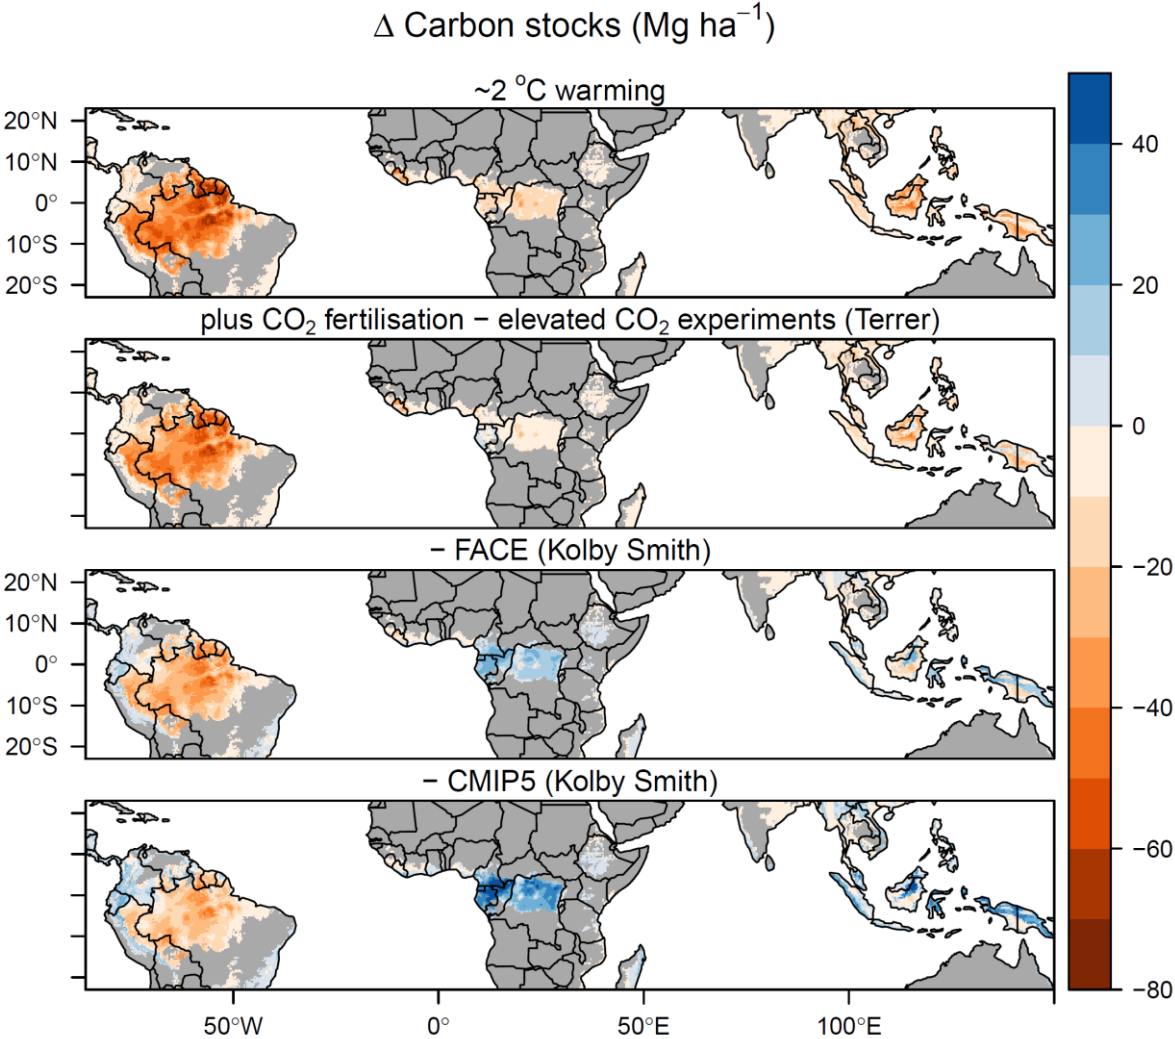 Δ Carbon stocks (Mg ha⁻¹)
~2 °C warming
20°N
10°N
0°
10°S
20°S
plus CO₂ fertilisation − elevated CO₂ experiments (Terrer)
− FACE (Kolby Smith)
20°N
10°N
0°
10°S
20°S
− CMIP5 (Kolby Smith)
50°W 0° 50°E 100°E
40
20
0
−20
−40
−60
−80